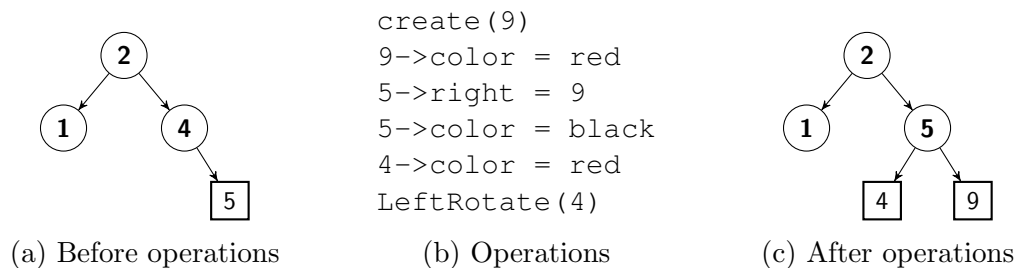 2
1
4
5
(a) Before operations
create(9)
9->color = red
5->right = 9
5->color = black
4->color = red
LeftRotate(4)
(b) Operations
2
1
5
4
9
(c) After operations